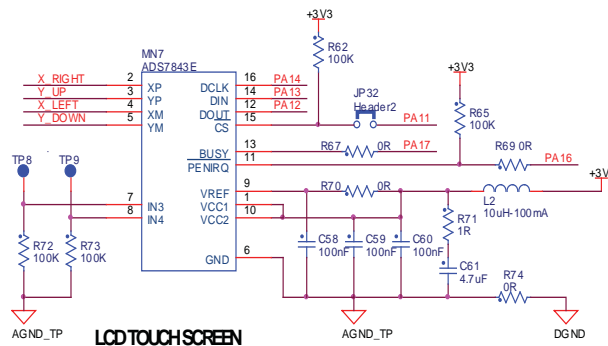 +3V3
MN7
ADS7843E
R62
100K
+3V3
X_RIGHT 2 XP DCLK 16 PA14
Y_UP 3 YP DIN 14 PA13
X_LEFT 4 XM DOUT 12 PA12
Y_DOWN 5 YM CS 15
JP32
Header2
PA11
R65
100K
TP8 TP9
BUSY 13 R67 0R PA17
PENIRQ 11 R69 0R PA16
VREF 9 R70 0R
+3V
7 IN3 VCC1 1
8 IN4 VCC2 10
L2
10uH-100mA
R71
1R
R72
100K
R73
100K
C58
100nF
C59
100nF
C60
100nF
C61
4.7uF
GND 6
R74
0R
AGND_TP LCD TOUCH SCREEN AGND_TP DGND